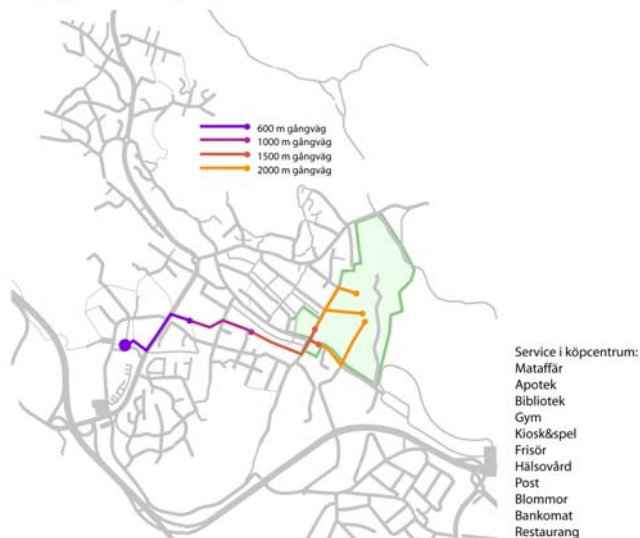 600 m gångväg
1000 m gångväg
1500 m gångväg
2000 m gångväg
Service i köpcentrum:
Mataffär
Apotek
Bibliotek
Gym
Kiosk&spel
Frisör
Hälsovård
Post
Blommor
Bankomat
Restaurang